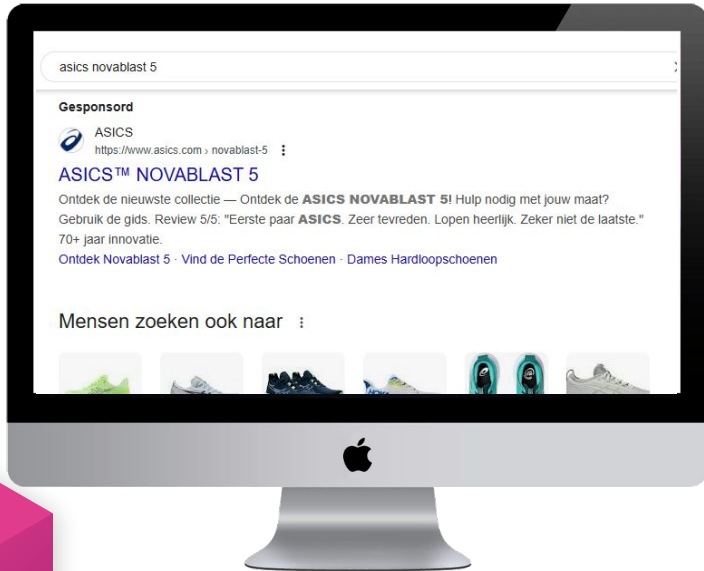 asics novablast 5
Gesponsord
ASICS
https://www.asics.com › novablast-5
ASICS™ NOVABLAST 5
Ontdek de nieuwste collectie — Ontdek de ASICS NOVABLAST 5! Hulp nodig met jouw maat?
Gebruik de gids. Review 5/5: "Eerste paar ASICS. Zeer tevreden. Lopen heerlijk. Zeker niet de laatste."
70+ jaar innovatie.
Ontdek Novablast 5 · Vind de Perfecte Schoenen · Dames Hardloopschoenen
Mensen zoeken ook naar